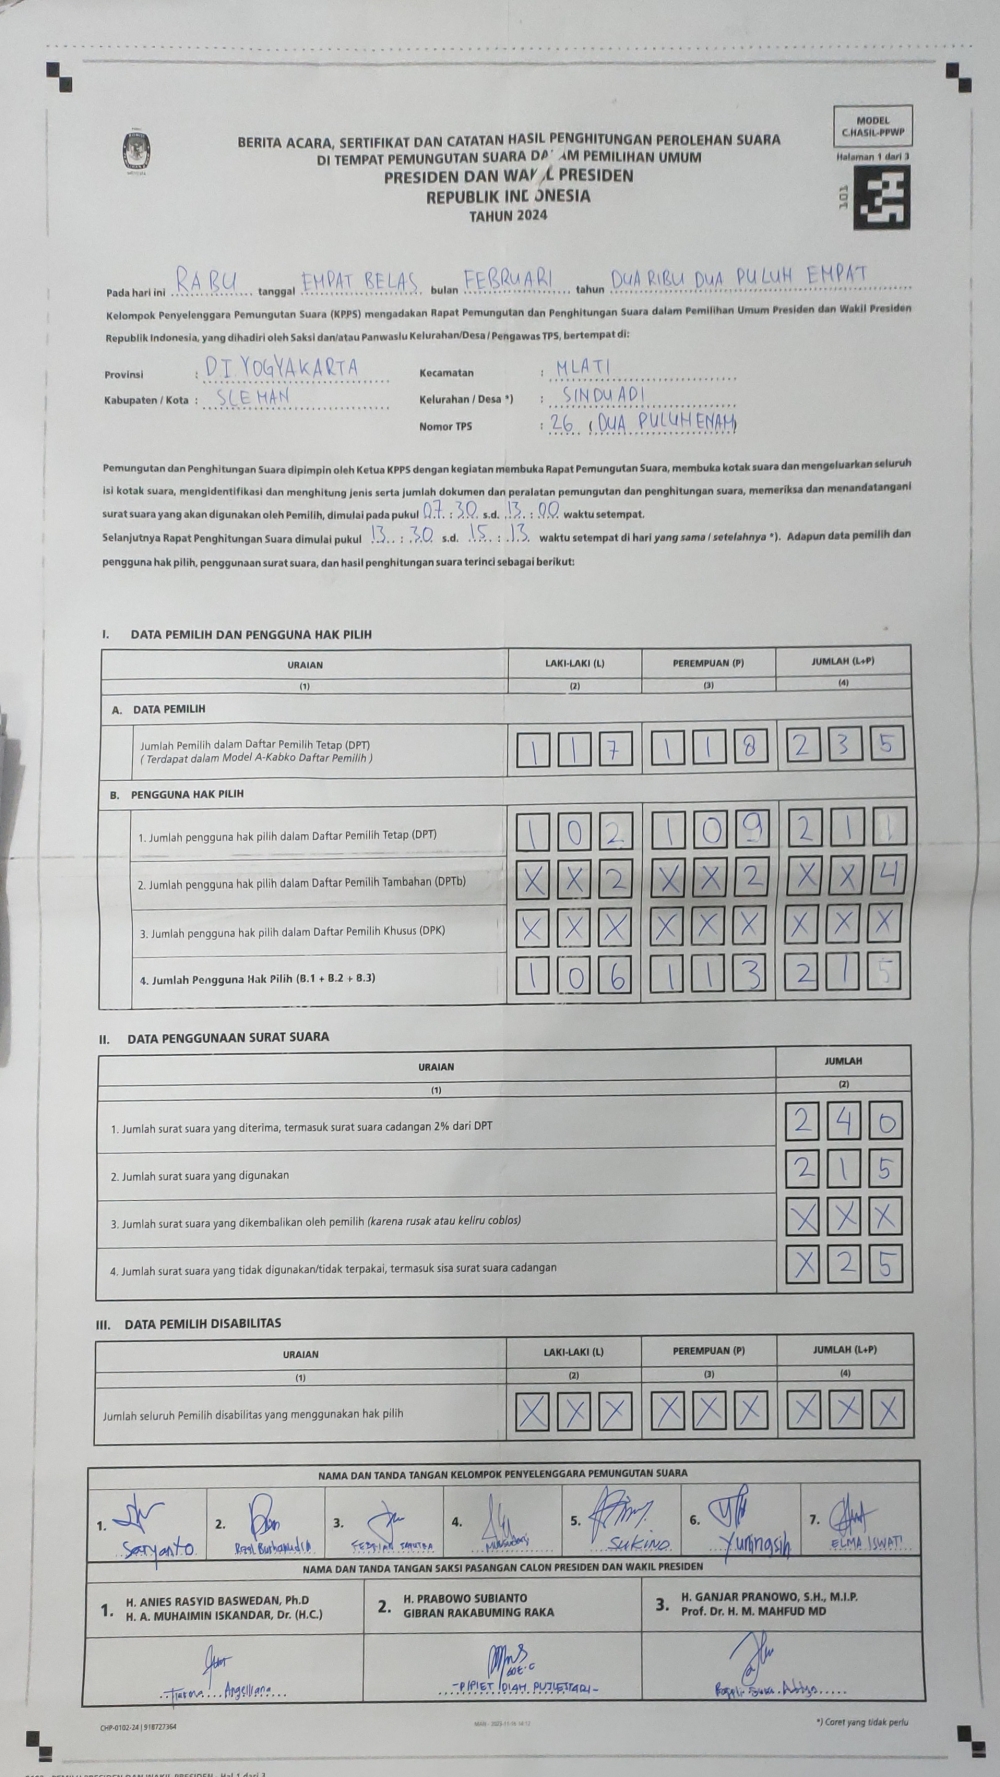 MODEL
C.HASIL-PPWP
Halaman 1 dari 3
101
BERITA ACARA, SERTIFIKAT DAN CATATAN HASIL PENGHITUNGAN PEROLEHAN SUARA
DI TEMPAT PEMUNGUTAN SUARA DALAM PEMILIHAN UMUM
PRESIDEN DAN WAKIL PRESIDEN
REPUBLIK INDONESIA
TAHUN 2024
Pada hari ini RABU tanggal EMPAT BELAS bulan FEBRUARI tahun DUA RIBU DUA PULUH EMPAT
Kelompok Penyelenggara Pemungutan Suara (KPPS) mengadakan Rapat Pemungutan dan Penghitungan Suara dalam Pemilihan Umum Presiden dan Wakil Presiden
Republik Indonesia, yang dihadiri oleh Saksi dan/atau Panwaslu Kelurahan/Desa / Pengawas TPS, bertempat di:
Provinsi : DI YOGYAKARTA Kecamatan : MLATI
Kabupaten / Kota : SLEMAN Kelurahan / Desa *) : SINDUADI
Nomor TPS : 26 (DUA PULUH ENAM)
Pemungutan dan Penghitungan Suara dipimpin oleh Ketua KPPS dengan kegiatan membuka Rapat Pemungutan Suara, membuka kotak suara dan mengeluarkan seluruh
isi kotak suara, mengidentifikasi dan menghitung jenis serta jumlah dokumen dan peralatan pemungutan dan penghitungan suara, memeriksa dan menandatangani
surat suara yang akan digunakan oleh Pemilih, dimulai pada pukul 07 : 30 s.d. 13 : 00 waktu setempat.
Selanjutnya Rapat Penghitungan Suara dimulai pukul 13 : 30 s.d. 15 : 13 waktu setempat di hari yang sama / setelahnya *). Adapun data pemilih dan
pengguna hak pilih, penggunaan surat suara, dan hasil penghitungan suara terinci sebagai berikut:
I. DATA PEMILIH DAN PENGGUNA HAK PILIH
URAIAN LAKI-LAKI (L) PEREMPUAN (P) JUMLAH (L+P)
(1) (2) (3) (4)
A. DATA PEMILIH
Jumlah Pemilih dalam Daftar Pemilih Tetap (DPT) 1 1 7 1 1 8 2 3 5
( Terdapat dalam Model A-Kabko Daftar Pemilih )
B. PENGGUNA HAK PILIH
1. Jumlah pengguna hak pilih dalam Daftar Pemilih Tetap (DPT) 1 0 2 1 0 9 2 1 1
2. Jumlah pengguna hak pilih dalam Daftar Pemilih Tambahan (DPTb) X X 2 X X 2 X X 4
3. Jumlah pengguna hak pilih dalam Daftar Pemilih Khusus (DPK) X X X X X X X X X
4. Jumlah Pengguna Hak Pilih (B.1 + B.2 + B.3) 1 0 6 1 1 3 2 1 5
II. DATA PENGGUNAAN SURAT SUARA
URAIAN JUMLAH
(1) (2)
1. Jumlah surat suara yang diterima, termasuk surat suara cadangan 2% dari DPT 2 4 0
2. Jumlah surat suara yang digunakan 2 1 5
3. Jumlah surat suara yang dikembalikan oleh pemilih (karena rusak atau keliru coblos) X X X
4. Jumlah surat suara yang tidak digunakan/tidak terpakai, termasuk sisa surat suara cadangan X 2 5
III. DATA PEMILIH DISABILITAS
URAIAN LAKI-LAKI (L) PEREMPUAN (P) JUMLAH (L+P)
(1) (2) (3) (4)
Jumlah seluruh Pemilih disabilitas yang menggunakan hak pilih X X X X X X X X X
NAMA DAN TANDA TANGAN KELOMPOK PENYELENGGARA PEMUNGUTAN SUARA
1. 2. 3. 4. 5. 6. 7.
Saryanto SUKINO Yuningsih ELMA ISWATI
NAMA DAN TANDA TANGAN SAKSI PASANGAN CALON PRESIDEN DAN WAKIL PRESIDEN
1. H. ANIES RASYID BASWEDAN, Ph.D
H. A. MUHAIMIN ISKANDAR, Dr. (H.C.)
2. H. PRABOWO SUBIANTO
GIBRAN RAKABUMING RAKA
3. H. GANJAR PRANOWO, S.H., M.I.P.
Prof. Dr. H. M. MAHFUD MD
Angelliana -PIPIET DIAH PUJLESTARI-
CHP-0102-24 | 918727364
*) Coret yang tidak perlu